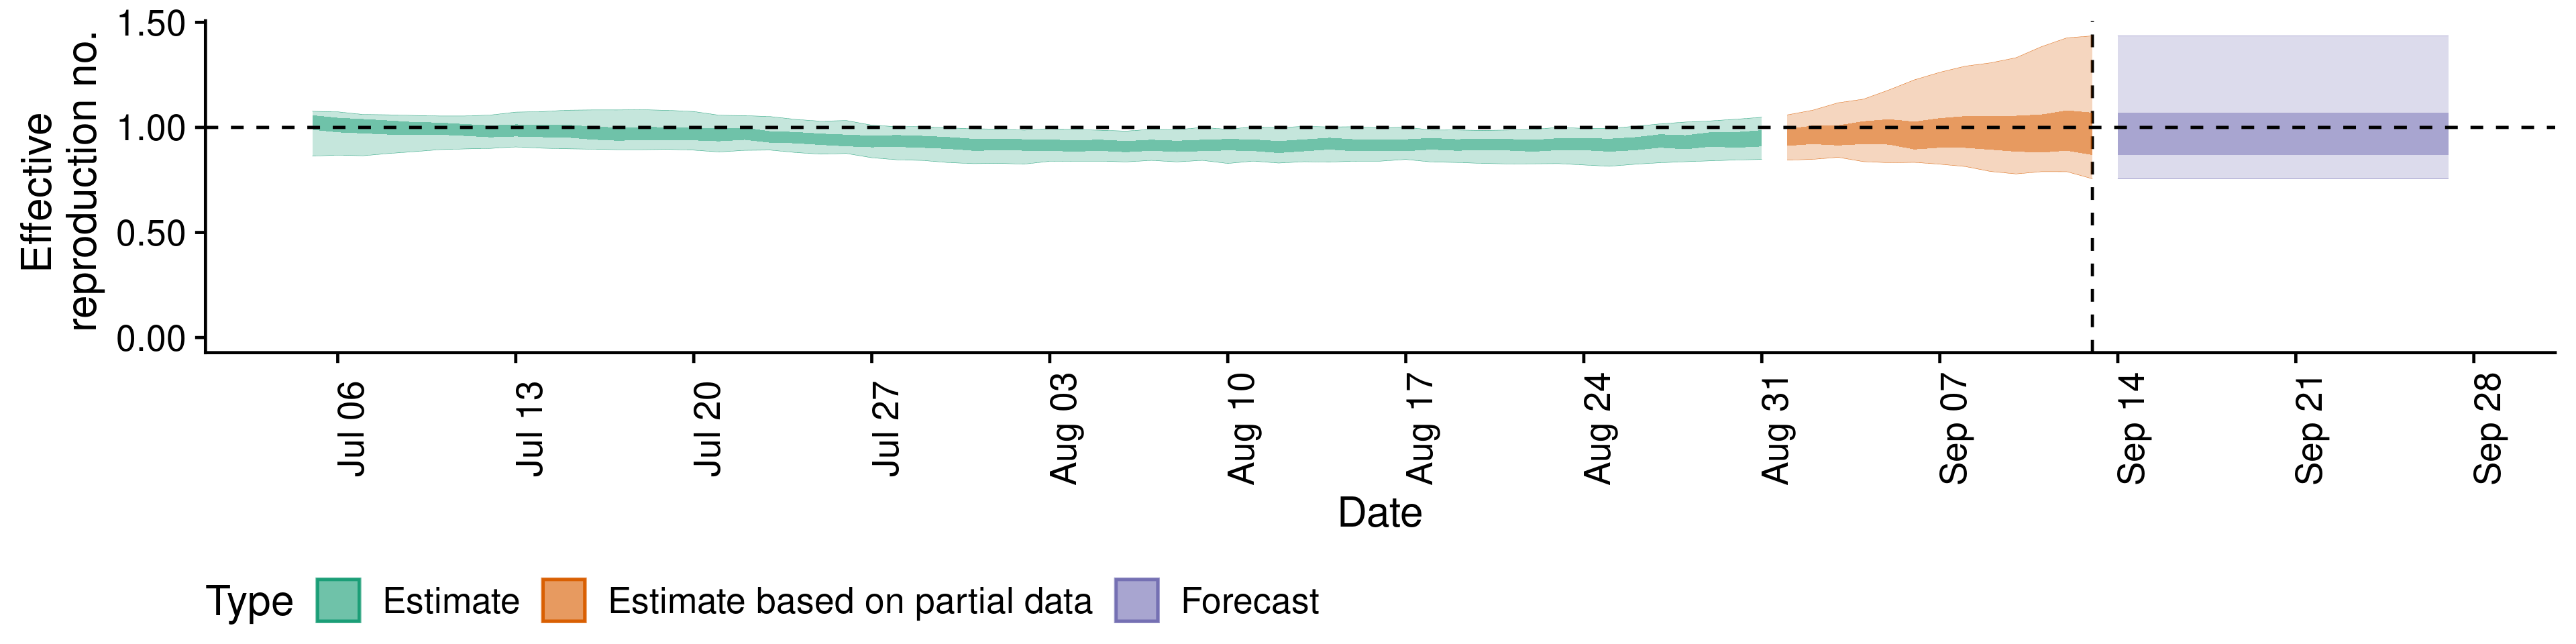 Effective
reproduction no.
1.50
1.00
0.50
0.00
Jul 06
Jul 13
Jul 20
Jul 27
Aug 03
Aug 10
Aug 17
Aug 24
Aug 31
Sep 07
Sep 14
Sep 21
Sep 28
Date
Type Estimate Estimate based on partial data Forecast